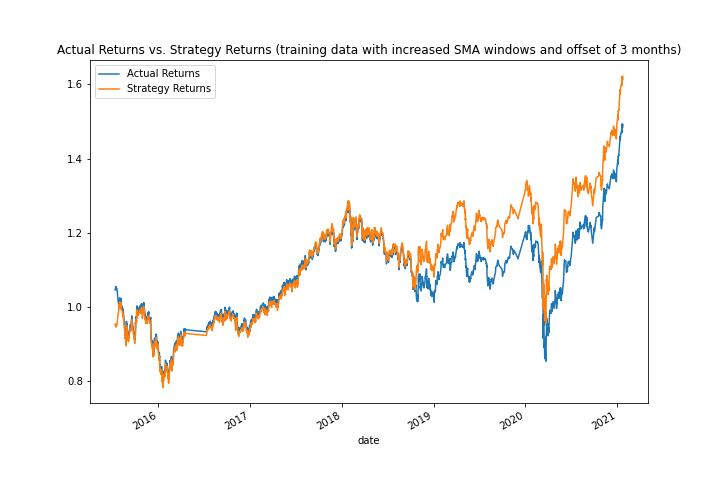 Actual Returns vs. Strategy Returns (training data with increased SMA windows and offset of 3 months)
Actual Returns
Strategy Returns
1.6
1.4
1.2
1.0
0.8
2016
2017
2018
2019
2020
2021
date